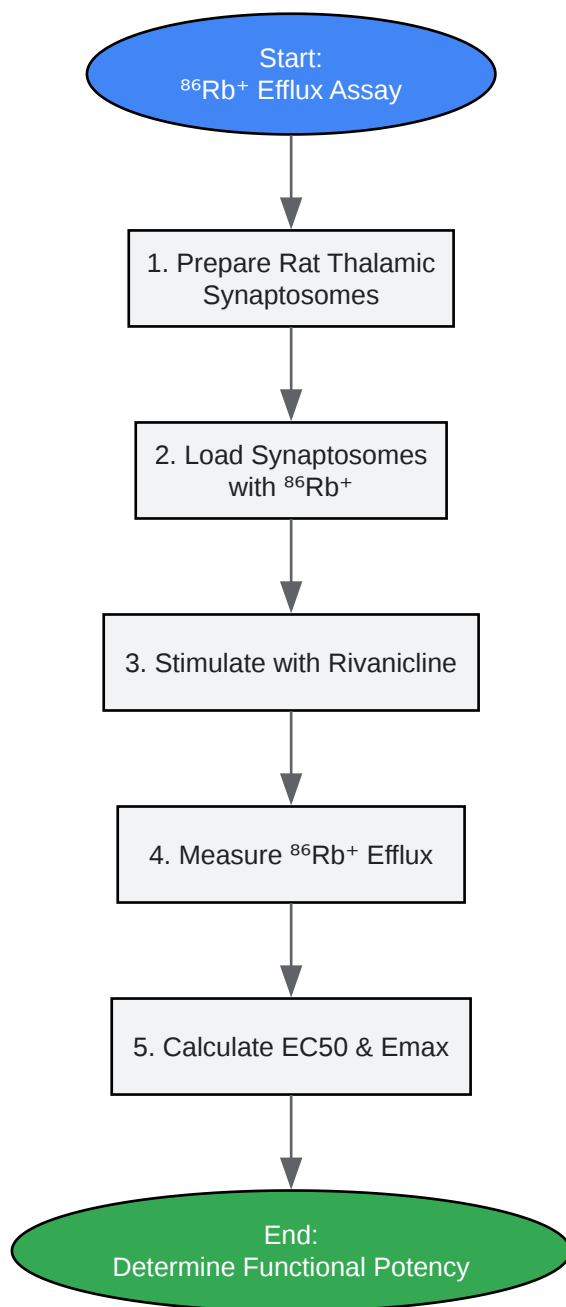 Start:
⁸⁶Rb⁺ Efflux Assay
1. Prepare Rat Thalamic
Synaptosomes
2. Load Synaptosomes
with ⁸⁶Rb⁺
3. Stimulate with Rivanicline
4. Measure ⁸⁶Rb⁺ Efflux
5. Calculate EC50 & Emax
End:
Determine Functional Potency